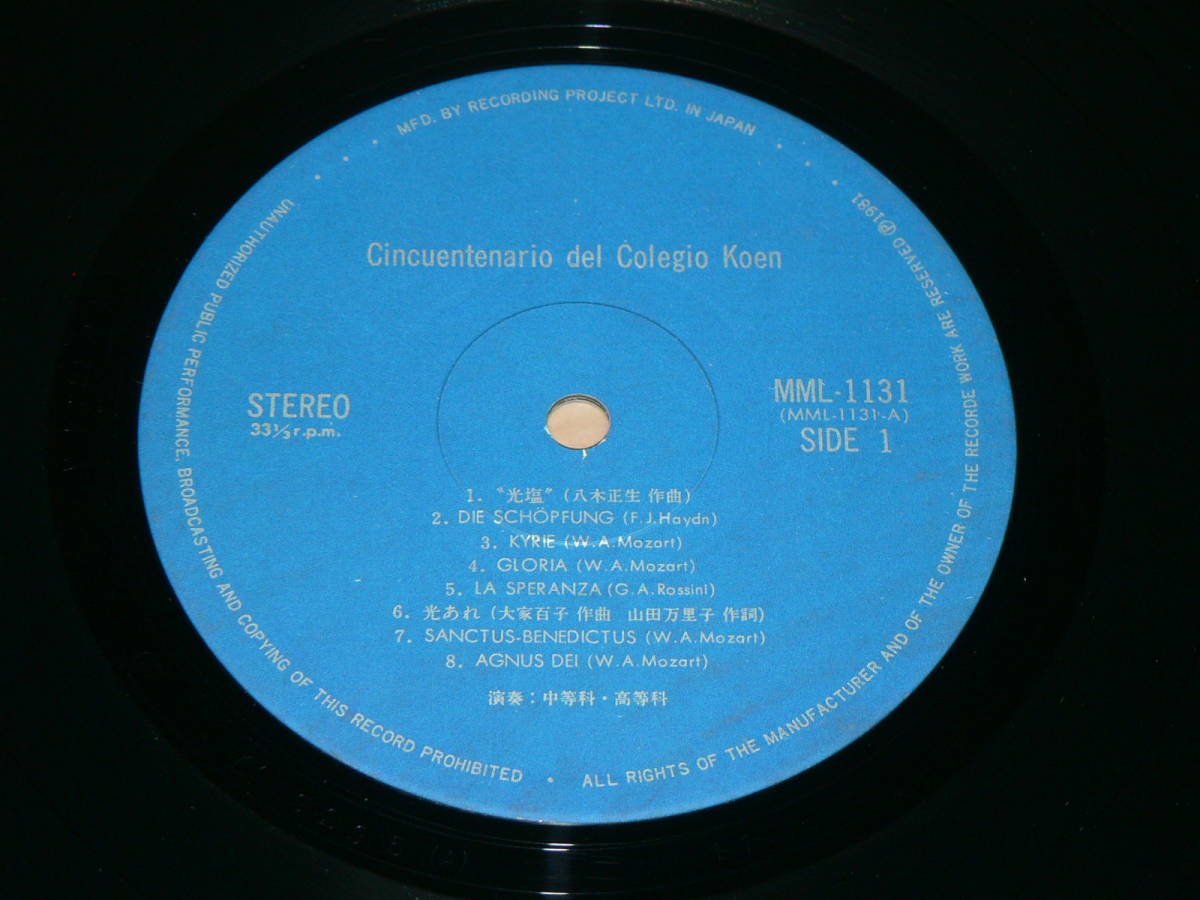 MFD. BY RECORDING PROJECT LTD. IN JAPAN
Cincuentenario del Colegio Koen
STEREO
33⅓ r.p.m.
MML-1131
(MML-1131-A)
SIDE 1
1. "光塩" (八木正生 作曲)
2. DIE SCHÖPFUNG (F.J.Haydn)
3. KYRIE (W.A.Mozart)
4. GLORIA (W.A.Mozart)
5. LA SPERANZA (G.A.Rossini)
6. 光あれ (大家百子 作曲 山田万里子 作詞)
7. SANCTUS-BENEDICTUS (W.A.Mozart)
8. AGNUS DEI (W.A.Mozart)
演奏:中等科・高等科
UNAUTHORIZED PUBLIC PERFORMANCE, BROADCASTING AND COPYING OF THIS RECORD PROHIBITED • ALL RIGHTS OF THE MANUFACTURER AND OF THE OWNER OF THE RECORDE WORK ARE RESERVED ℗1981